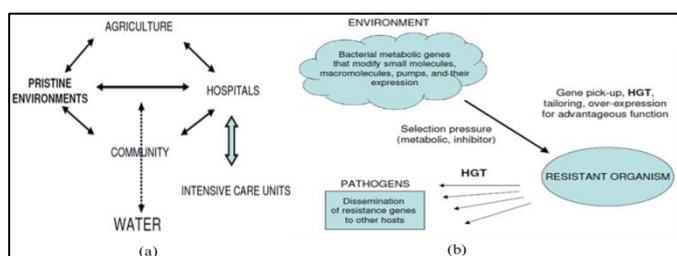 AGRICULTURE
PRISTINE
ENVIRONMENTS
HOSPITALS
COMMUNITY
INTENSIVE CARE UNITS
WATER
(a)
ENVIRONMENT
Bacterial metabolic genes
that modify small molecules,
macromolecules, pumps, and their
expression
Gene pick-up, HGT,
tailoring, over-expression
for advantageous function
Selection pressure
(metabolic, inhibitor)
HGT
RESISTANT ORGANISM
PATHOGENS
Dissemination
of resistance genes
to other hosts
(b)